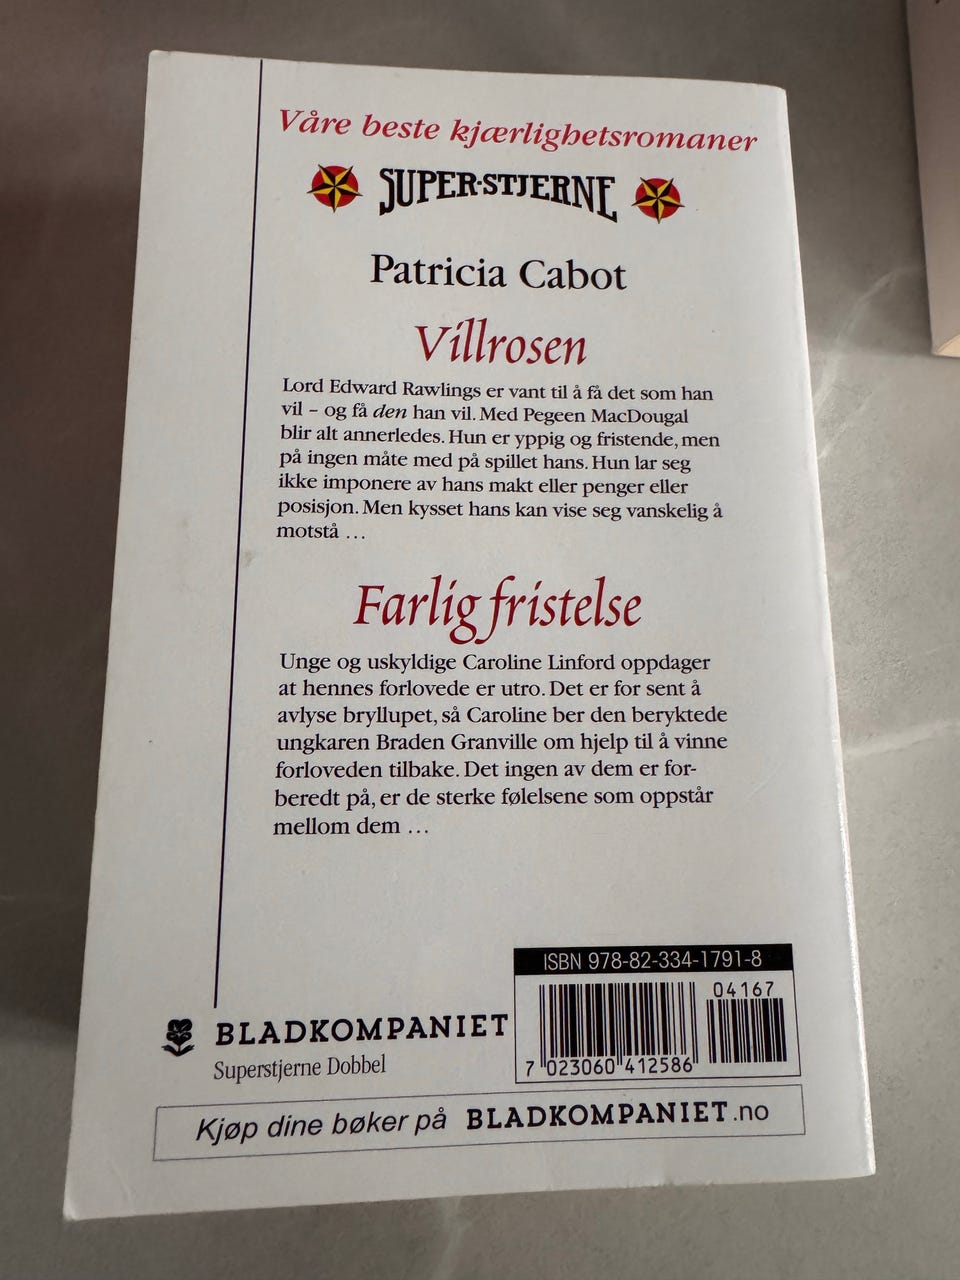 Våre beste kjærlighetsromaner
SUPER-STJERNE
Patricia Cabot
Villrosen
Lord Edward Rawlings er vant til å få det som han
vil – og få den han vil. Med Pegeen MacDougal
blir alt annerledes. Hun er yppig og fristende, men
på ingen måte med på spillet hans. Hun lar seg
ikke imponere av hans makt eller penger eller
posisjon. Men kysset hans kan vise seg vanskelig å
motstå ...
Farlig fristelse
Unge og uskyldige Caroline Linford oppdager
at hennes forlovede er utro. Det er for sent å
avlyse bryllupet, så Caroline ber den beryktede
ungkaren Braden Granville om hjelp til å vinne
forloveden tilbake. Det ingen av dem er for-
beredt på, er de sterke følelsene som oppstår
mellom dem ...
ISBN 978-82-334-1791-8
04167
7 023060 412586
BLADKOMPANIET
Superstjerne Dobbel
Kjøp dine bøker på BLADKOMPANIET.no